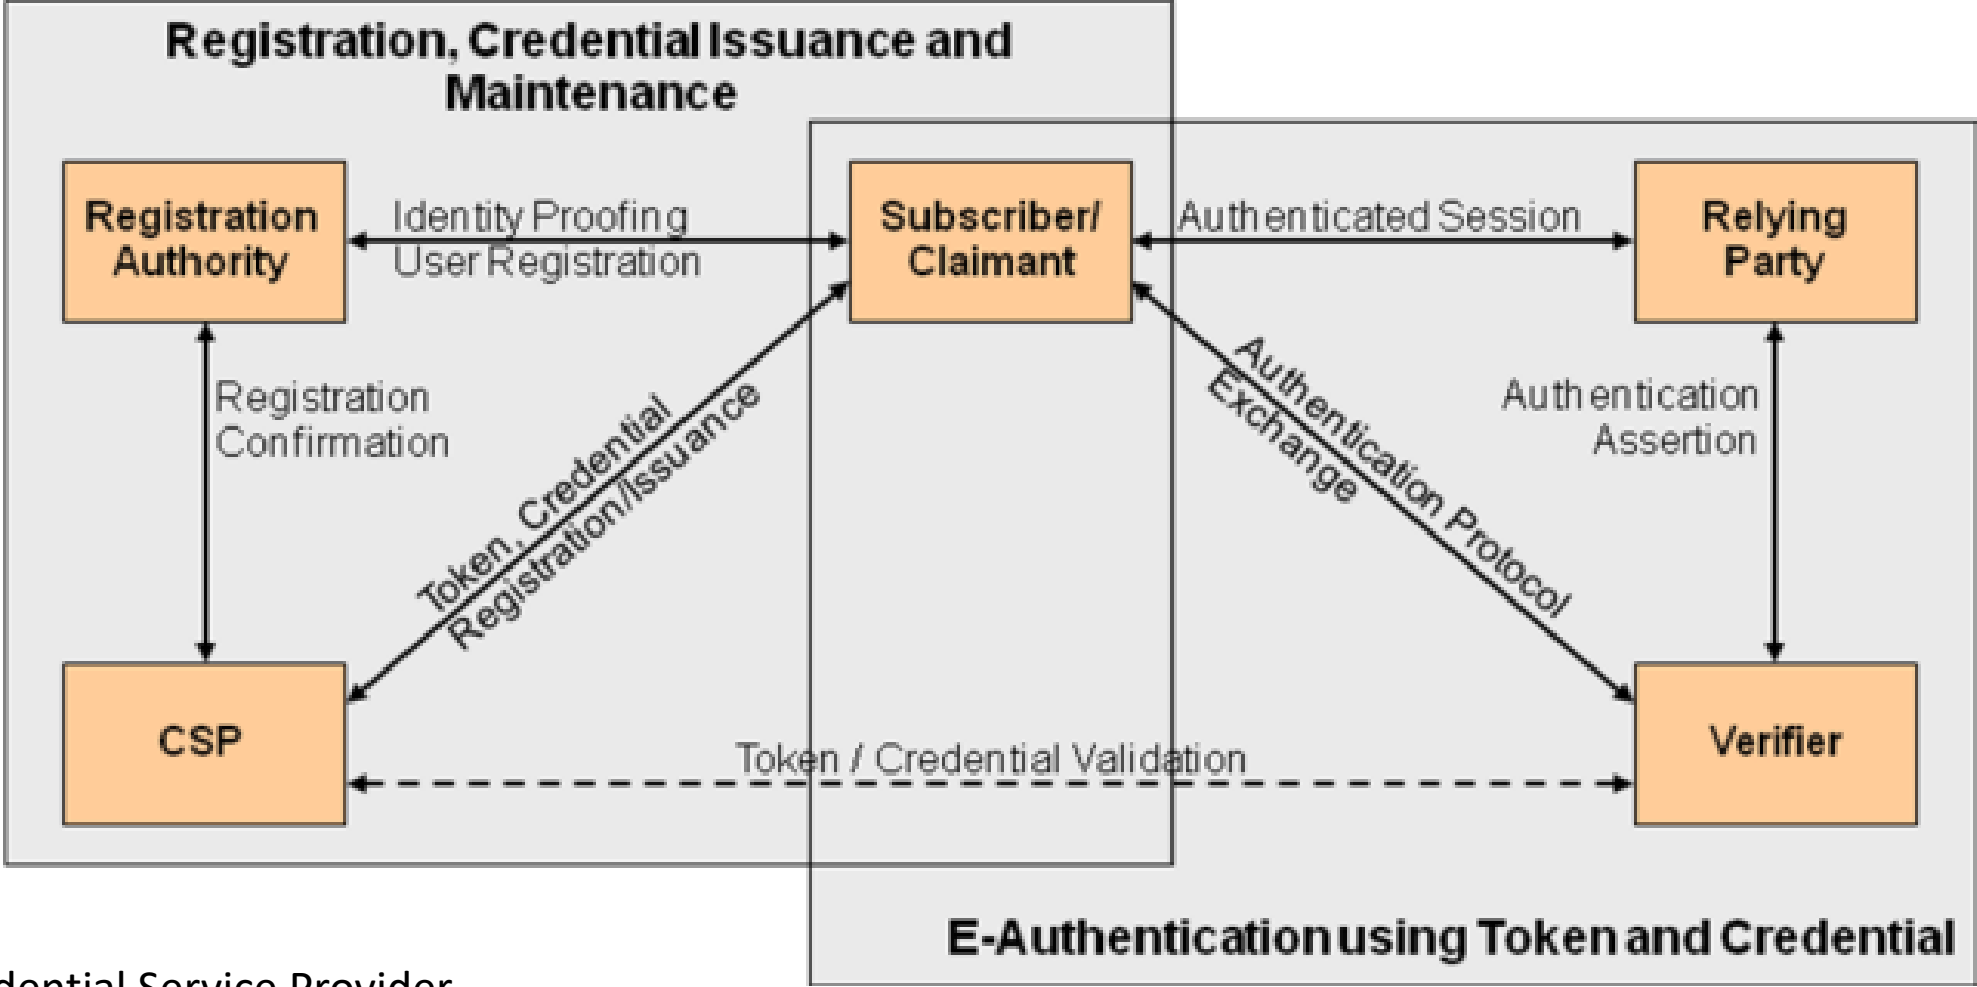 Registration, Credential Issuance and
Maintenance
Registration
Authority
Identity Proofing
User Registration
Subscriber/
Claimant
Authenticated Session
Relying
Party
Registration
Confirmation
Token, Credential
Registration/Issuance
Authentication Protocol
Exchange
Authentication
Assertion
CSP
Token / Credential Validation
Verifier
E-Authentication using Token and Credential
Service Provider